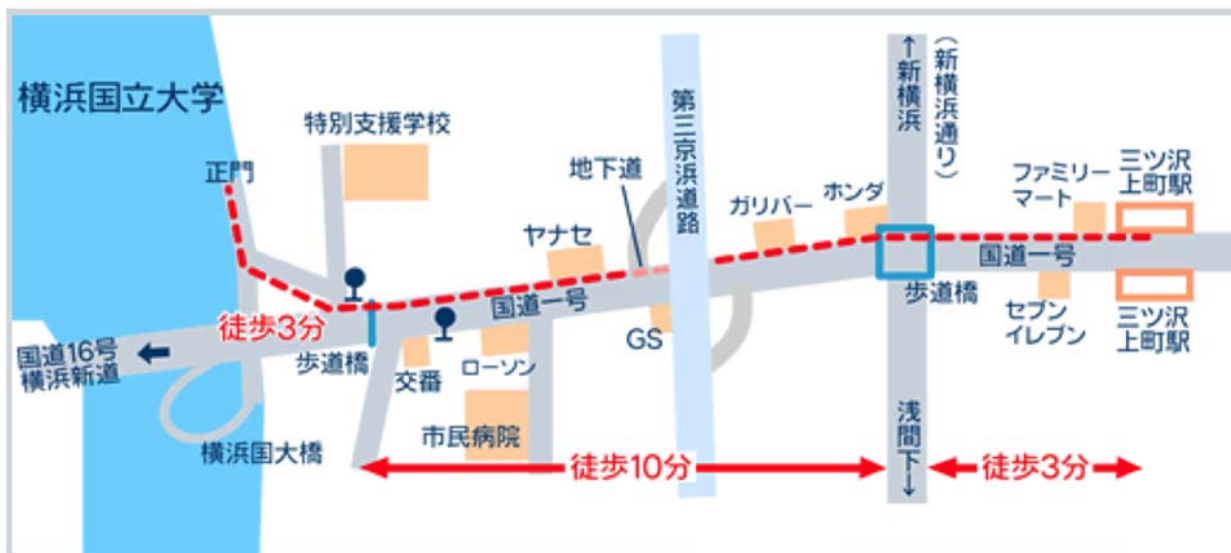 横浜国立大学
正門
特別支援学校
ヤナセ
地下道
第三京浜道路
ガリバー
ホンダ
↑新横浜
(新横浜通り)
ファミリー
マート
三ツ沢
上町駅
国道一号
国道一号
歩道橋
セブン
イレブン
三ツ沢
上町駅
GS
徒歩3分
歩道橋
交番
ローソン
市民病院
国道16号
横浜新道
横浜国大橋
浅間下→
徒歩10分
徒歩3分